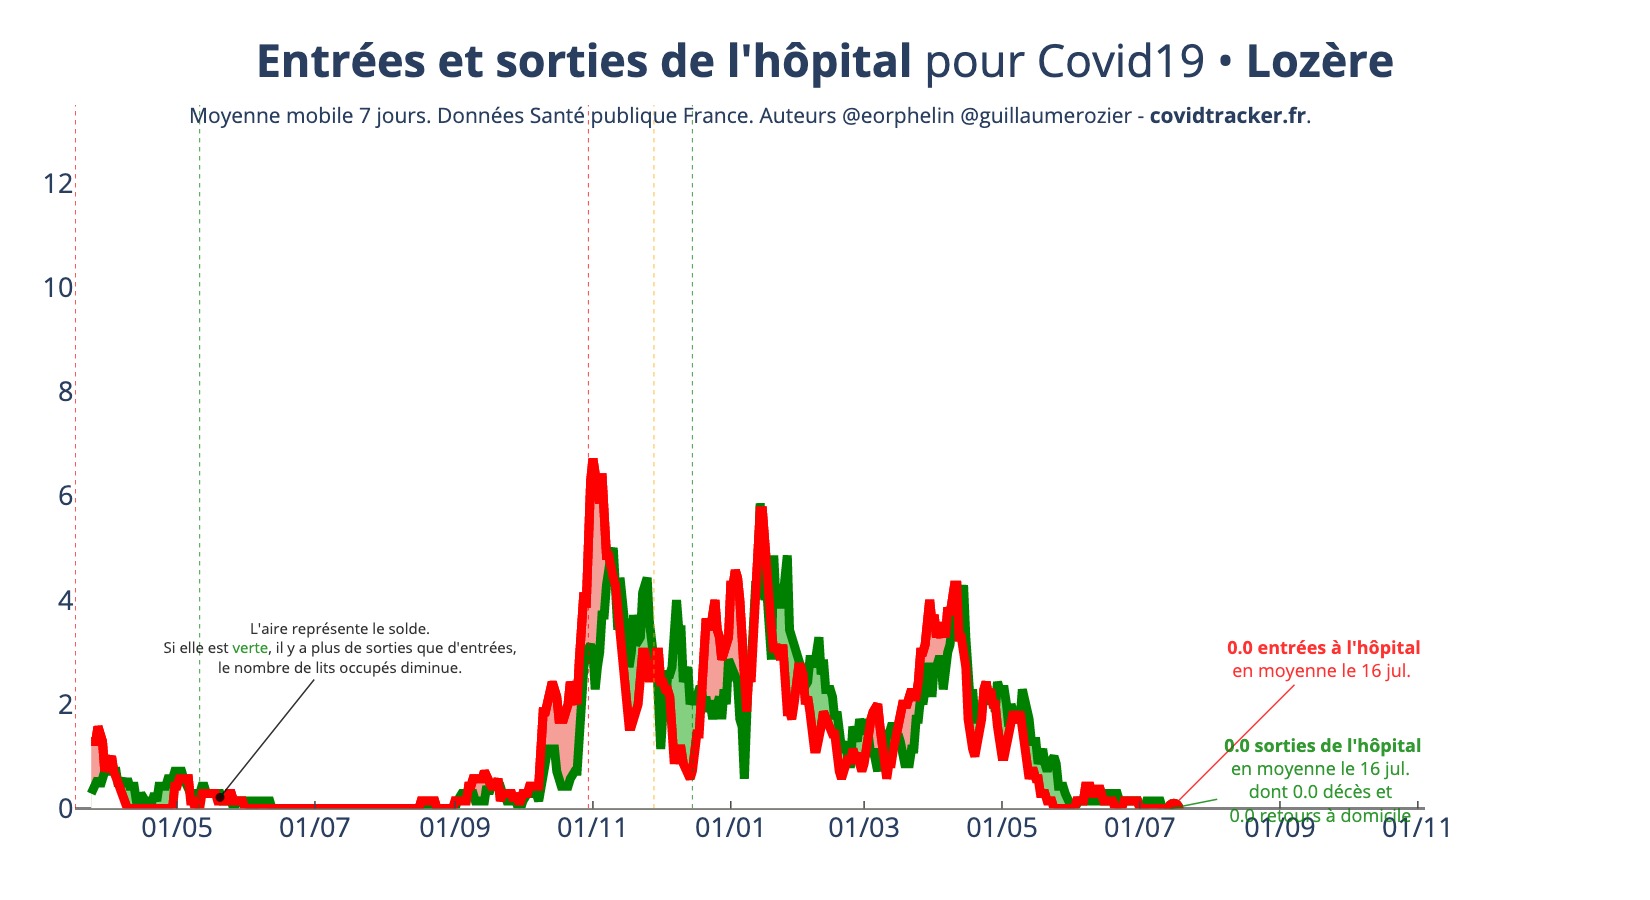 Entrées et sorties de l'hôpital pour Covid19 • Lozère
Moyenne mobile 7 jours. Données Santé publique France. Auteurs @eorphelin @guillaumerozier - covidtracker.fr.
12
10
8
6
4
2
0
L'aire représente le solde.
Si elle est verte, il y a plus de sorties que d'entrées,
le nombre de lits occupés diminue.
0.0 entrées à l'hôpital
en moyenne le 16 jul.
0.0 sorties de l'hôpital
en moyenne le 16 jul.
dont 0.0 décès et
0.0 retours à domicile
01/05 01/07 01/09 01/11 01/01 01/03 01/05 01/07 01/09 01/11